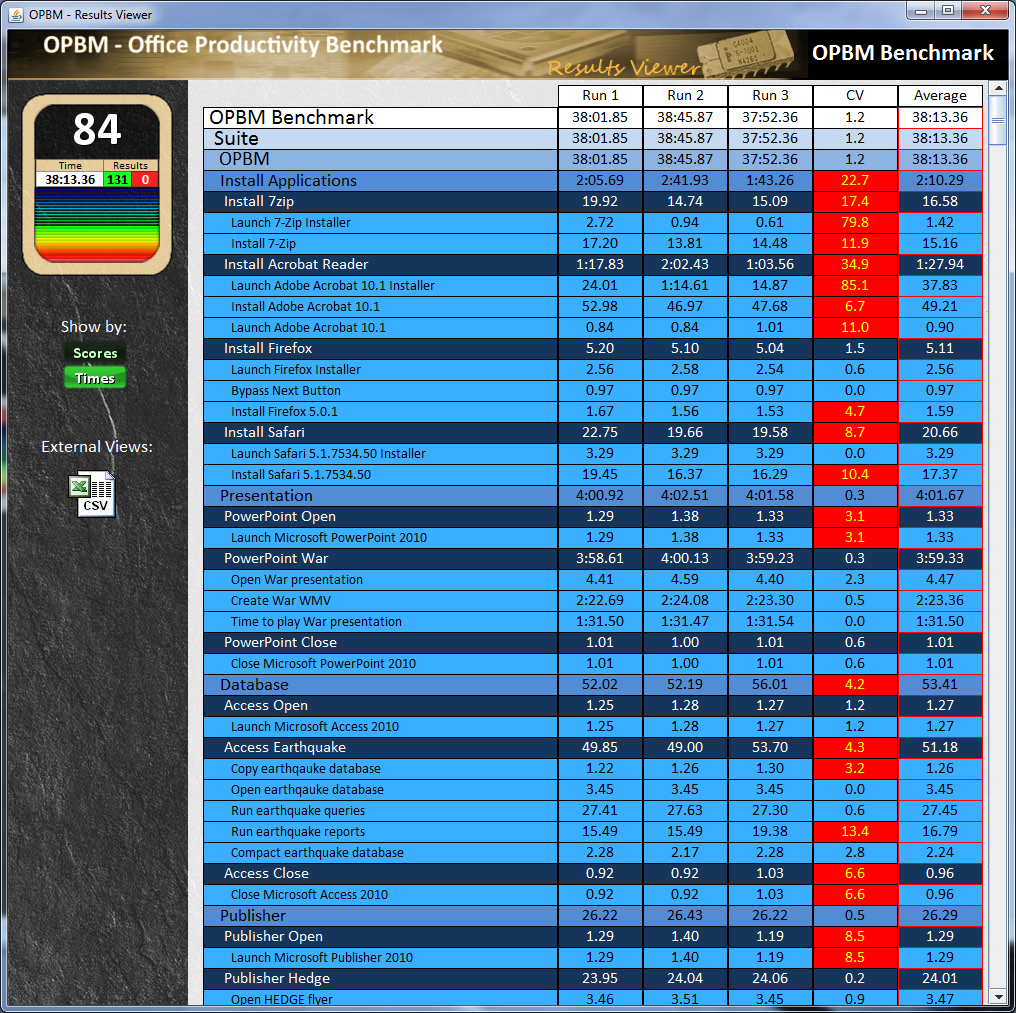 OPBM - Results Viewer
OPBM - Office Productivity Benchmark
Results Viewer
OPBM Benchmark
84
Time Results
38:13.36 131 0
Show by:
Scores
Times
External Views:
CSV
Run 1 Run 2 Run 3 CV Average
OPBM Benchmark 38:01.85 38:45.87 37:52.36 1.2 38:13.36
Suite 38:01.85 38:45.87 37:52.36 1.2 38:13.36
OPBM 38:01.85 38:45.87 37:52.36 1.2 38:13.36
Install Applications 2:05.69 2:41.93 1:43.26 22.7 2:10.29
Install 7zip 19.92 14.74 15.09 17.4 16.58
Launch 7-Zip Installer 2.72 0.94 0.61 79.8 1.42
Install 7-Zip 17.20 13.81 14.48 11.9 15.16
Install Acrobat Reader 1:17.83 2:02.43 1:03.56 34.9 1:27.94
Launch Adobe Acrobat 10.1 Installer 24.01 1:14.61 14.87 85.1 37.83
Install Adobe Acrobat 10.1 52.98 46.97 47.68 6.7 49.21
Launch Adobe Acrobat 10.1 0.84 0.84 1.01 11.0 0.90
Install Firefox 5.20 5.10 5.04 1.5 5.11
Launch Firefox Installer 2.56 2.58 2.54 0.6 2.56
Bypass Next Button 0.97 0.97 0.97 0.0 0.97
Install Firefox 5.0.1 1.67 1.56 1.53 4.7 1.59
Install Safari 22.75 19.66 19.58 8.7 20.66
Launch Safari 5.1.7534.50 Installer 3.29 3.29 3.29 0.0 3.29
Install Safari 5.1.7534.50 19.45 16.37 16.29 10.4 17.37
Presentation 4:00.92 4:02.51 4:01.58 0.3 4:01.67
PowerPoint Open 1.29 1.38 1.33 3.1 1.33
Launch Microsoft PowerPoint 2010 1.29 1.38 1.33 3.1 1.33
PowerPoint War 3:58.61 4:00.13 3:59.23 0.3 3:59.33
Open War presentation 4.41 4.59 4.40 2.3 4.47
Create War WMV 2:22.69 2:24.08 2:23.30 0.5 2:23.36
Time to play War presentation 1:31.50 1:31.47 1:31.54 0.0 1:31.50
PowerPoint Close 1.01 1.00 1.01 0.6 1.01
Close Microsoft PowerPoint 2010 1.01 1.00 1.01 0.6 1.01
Database 52.02 52.19 56.01 4.2 53.41
Access Open 1.25 1.28 1.27 1.2 1.27
Launch Microsoft Access 2010 1.25 1.28 1.27 1.2 1.27
Access Earthquake 49.85 49.00 53.70 4.3 51.18
Copy earthqauke database 1.22 1.26 1.30 3.2 1.26
Open earthqauke database 3.45 3.45 3.45 0.0 3.45
Run earthquake queries 27.41 27.63 27.30 0.6 27.45
Run earthquake reports 15.49 15.49 19.38 13.4 16.79
Compact earthquake database 2.28 2.17 2.28 2.8 2.24
Access Close 0.92 0.92 1.03 6.6 0.96
Close Microsoft Access 2010 0.92 0.92 1.03 6.6 0.96
Publisher 26.22 26.43 26.22 0.5 26.29
Publisher Open 1.29 1.40 1.19 8.5 1.29
Launch Microsoft Publisher 2010 1.29 1.40 1.19 8.5 1.29
Publisher Hedge 23.95 24.04 24.06 0.2 24.01
Open HEDGE flyer 3.46 3.51 3.45 0.9 3.47